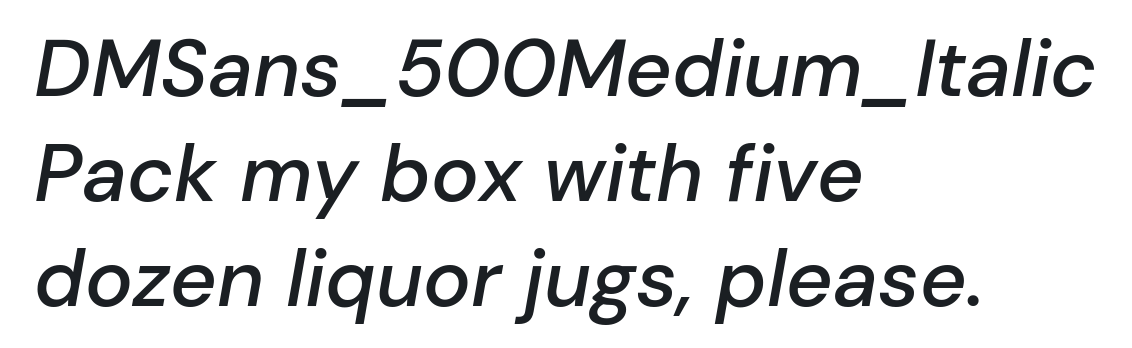 DMSans_500Medium_Italic
Pack my box with five
dozen liquor jugs, please.